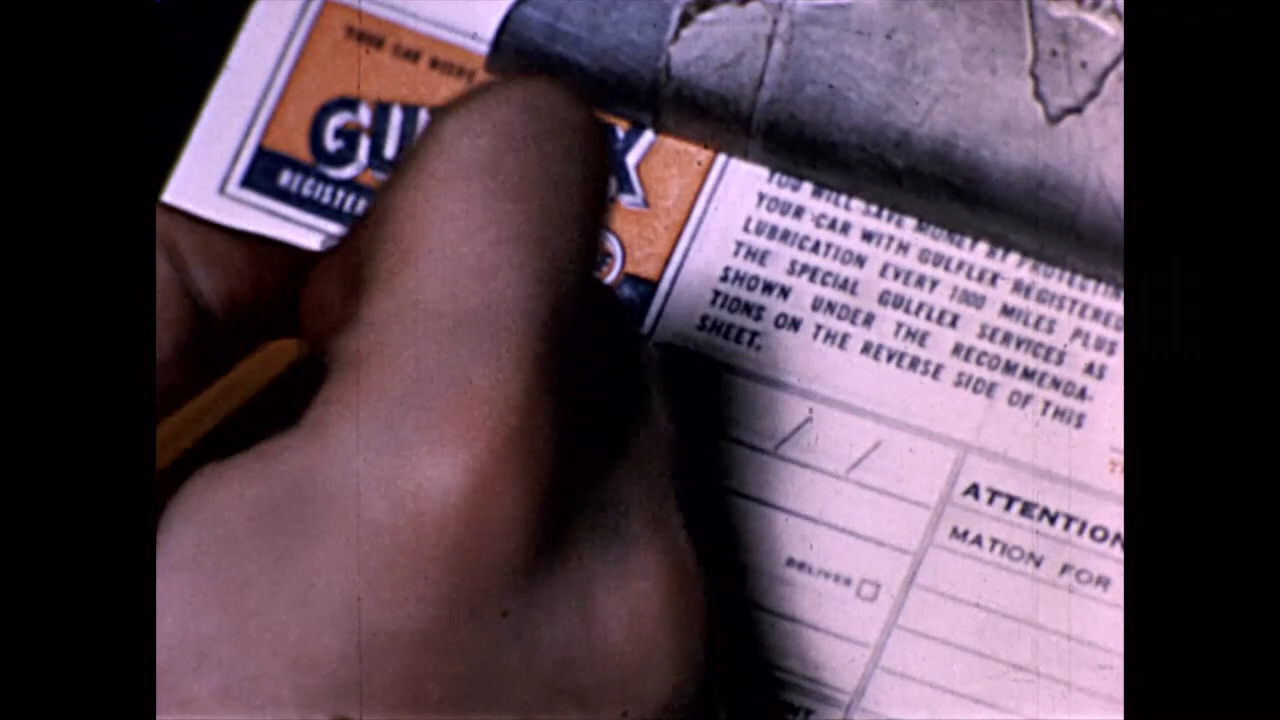 YOUR CAR NEEDS
GU X
REGISTER
YOU WILL SAVE MONEY BY PROTECTIN
YOUR CAR WITH GULFLEX REGISTERED
LUBRICATION EVERY 1000 MILES PLUS
THE SPECIAL GULFLEX SERVICES AS
SHOWN UNDER THE RECOMMENDA-
TIONS ON THE REVERSE SIDE OF THIS
SHEET.
/ /
ATTENTION
MATION FOR
DELIVER